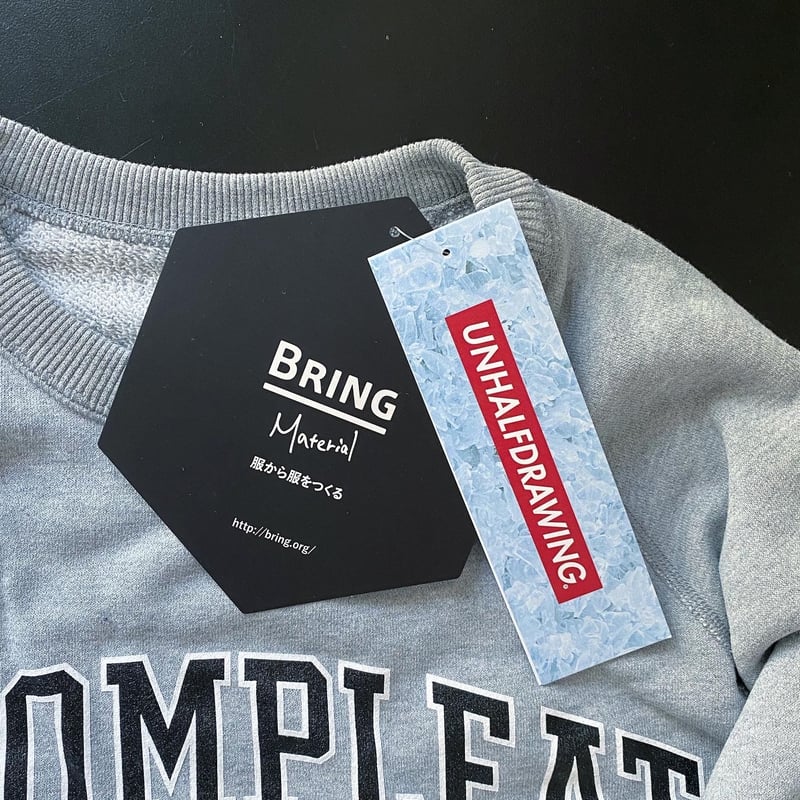 BRING
Material
服から服をつくる
http://bring.org/
UNHALFDRAWING®
OMPLEAT